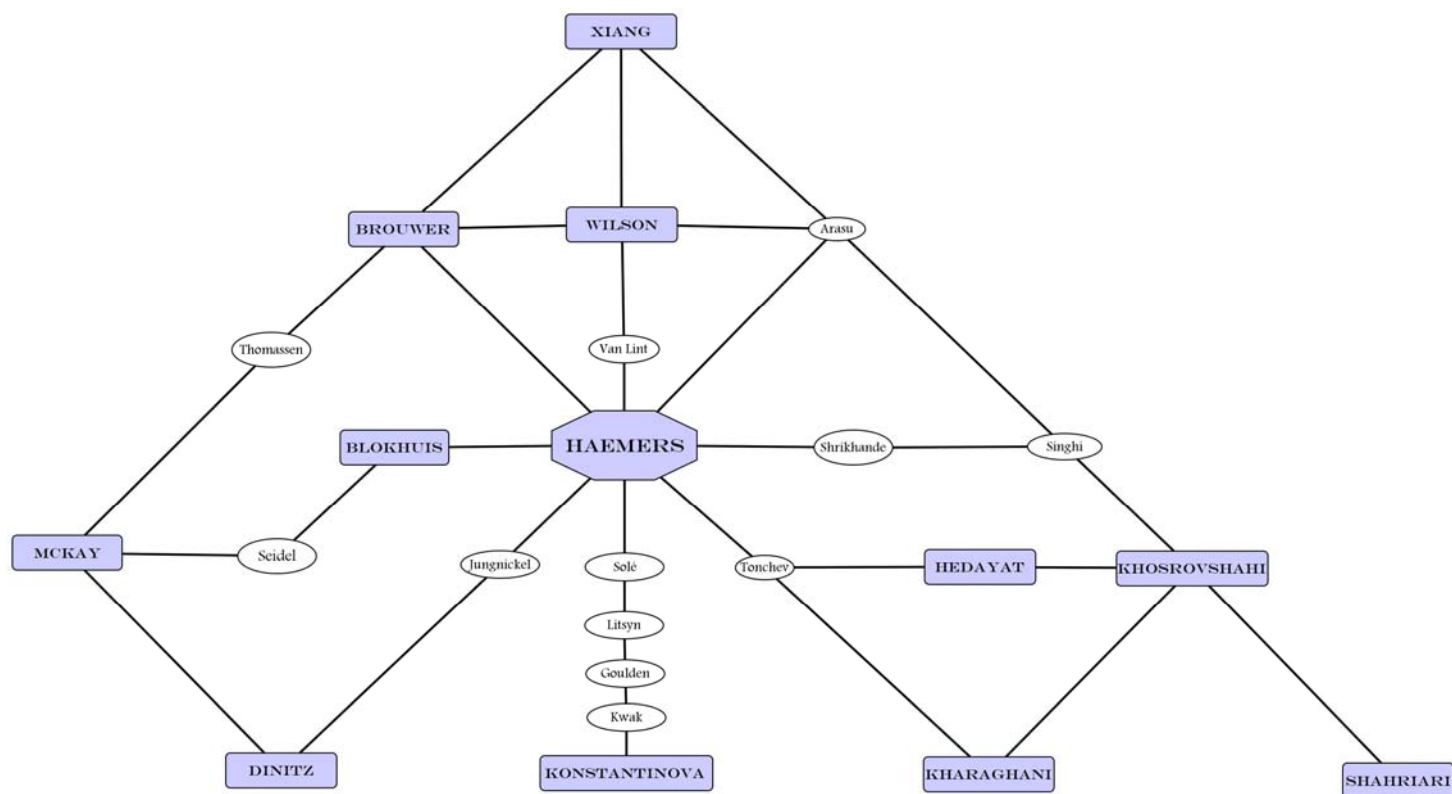 XIANG
BROUWER
WILSON
Arasu
Thomassen
Van Lint
BLOKHUIS
HAEMERS
Shrikhande
Singhi
MCKAY
Seidel
Jungnickel
Solé
Tonchev
HEDAYAT
KHOSROVSHAHI
Litsyn
Goulden
Kwak
DINITZ
KONSTANTINOVA
KHARAGHANI
SHAHRIARI